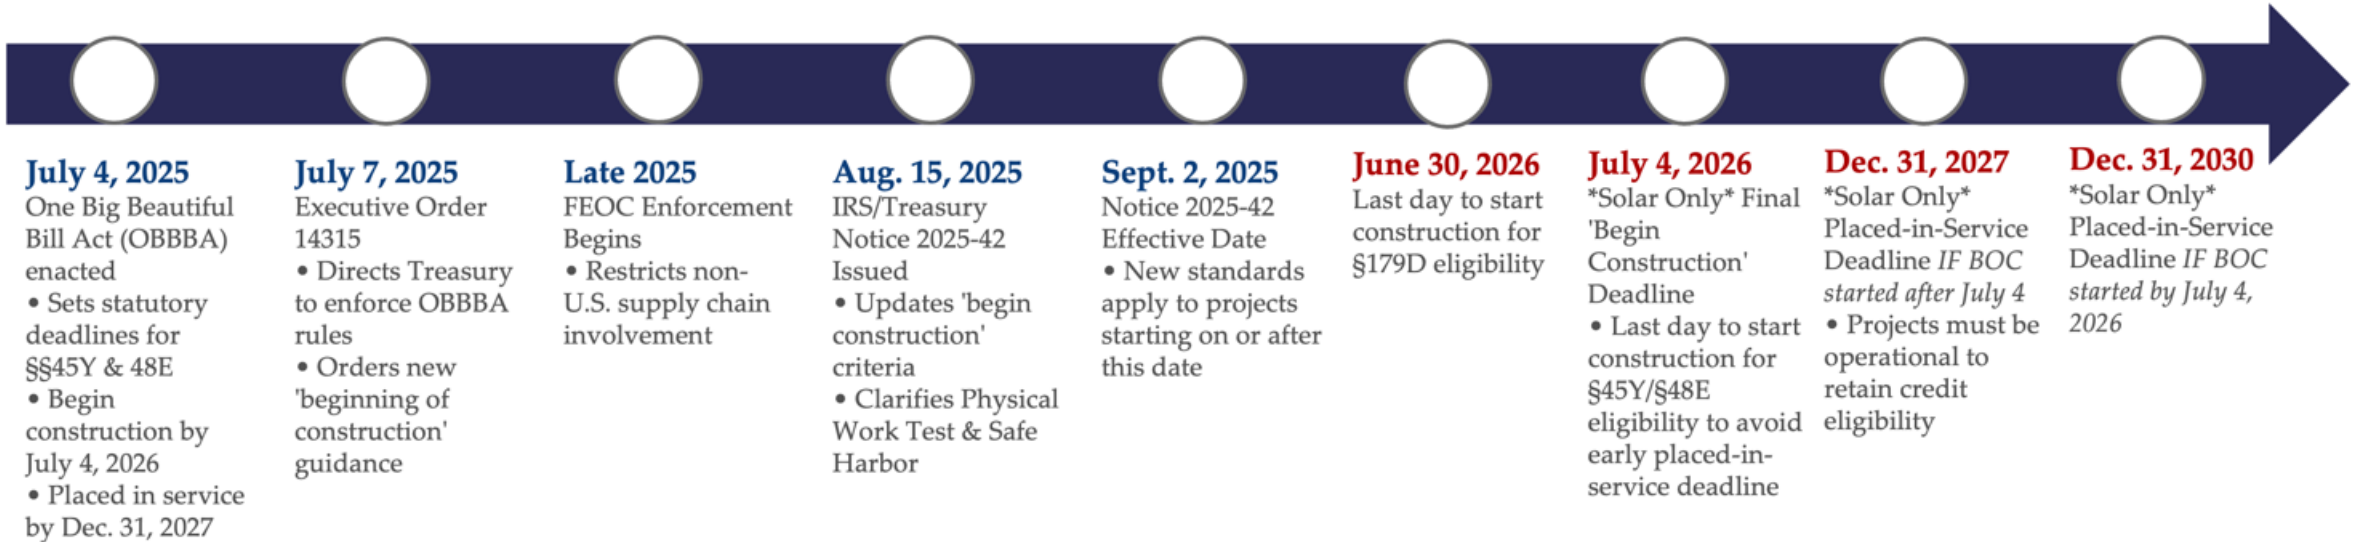 July 4, 2025
One Big Beautiful
Bill Act (OBBBA)
enacted
• Sets statutory
deadlines for
§§45Y & 48E
• Begin
construction by
July 4, 2026
• Placed in service
by Dec. 31, 2027
July 7, 2025
Executive Order
14315
• Directs Treasury
to enforce OBBBA
rules
• Orders new
'beginning of
construction'
guidance
Late 2025
FEOC Enforcement
Begins
• Restricts non-
U.S. supply chain
involvement
Aug. 15, 2025
IRS/Treasury
Notice 2025-42
Issued
• Updates 'begin
construction'
criteria
• Clarifies Physical
Work Test & Safe
Harbor
Sept. 2, 2025
Notice 2025-42
Effective Date
• New standards
apply to projects
starting on or after
this date
June 30, 2026
Last day to start
construction for
§179D eligibility
July 4, 2026
*Solar Only* Final
'Begin
Construction'
Deadline
• Last day to start
construction for
§45Y/§48E
eligibility to avoid
early placed-in-
service deadline
Dec. 31, 2027
*Solar Only*
Placed-in-Service
Deadline IF BOC
started after July 4
• Projects must be
operational to
retain credit
eligibility
Dec. 31, 2030
*Solar Only*
Placed-in-Service
Deadline IF BOC
started by July 4,
2026